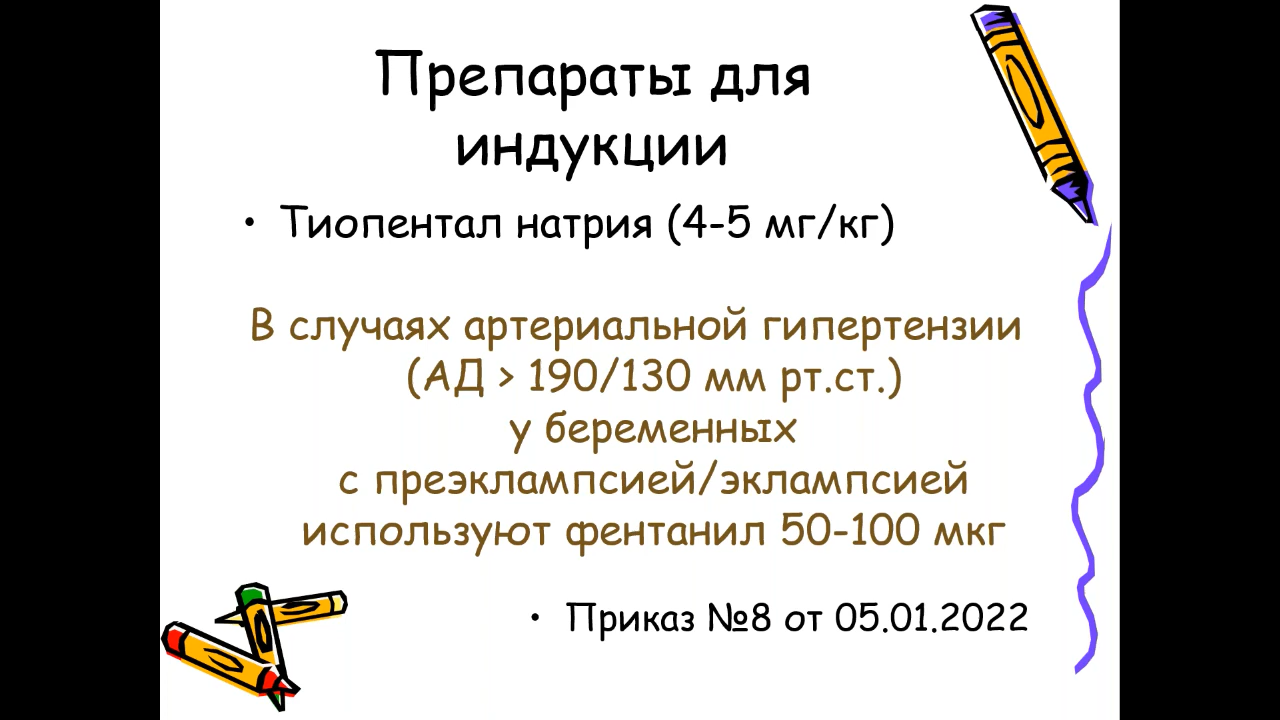 Препараты для
индукции
• Тиопентал натрия (4-5 мг/кг)
В случаях артериальной гипертензии
(АД > 190/130 мм рт.ст.)
у беременных
с преэклампсией/эклампсией
используют фентанил 50-100 мкг
• Приказ №8 от 05.01.2022